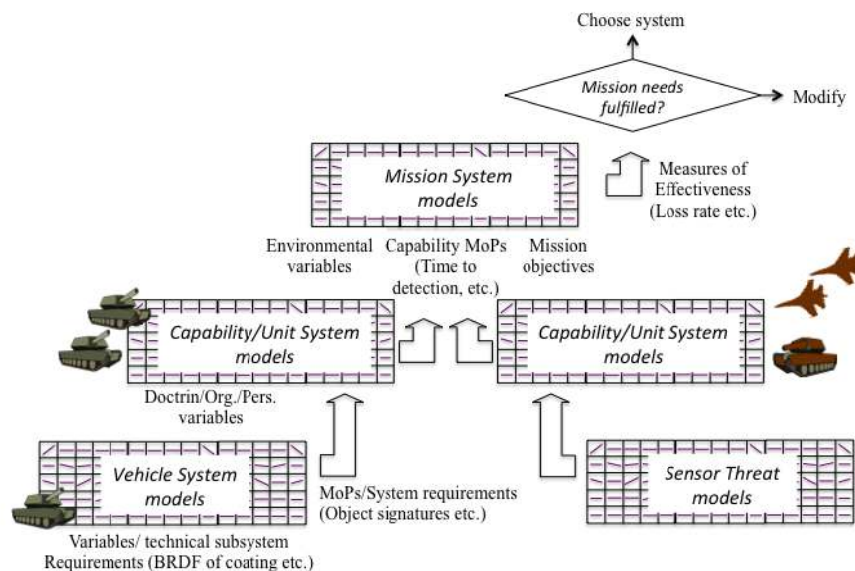 Choose system
Mission needs
fulfilled?
Modify
Mission System
models
Measures of
Effectiveness
(Loss rate etc.)
Environmental
variables
Capability MoPs
(Time to
detection, etc.)
Mission
objectives
Capability/Unit System
models
Capability/Unit System
models
Doctrin/Org./Pers.
variables
Vehicle System
models
MoPs/System requirements
(Object signatures etc.)
Sensor Threat
models
Variables/ technical subsystem
Requirements (BRDF of coating etc.)